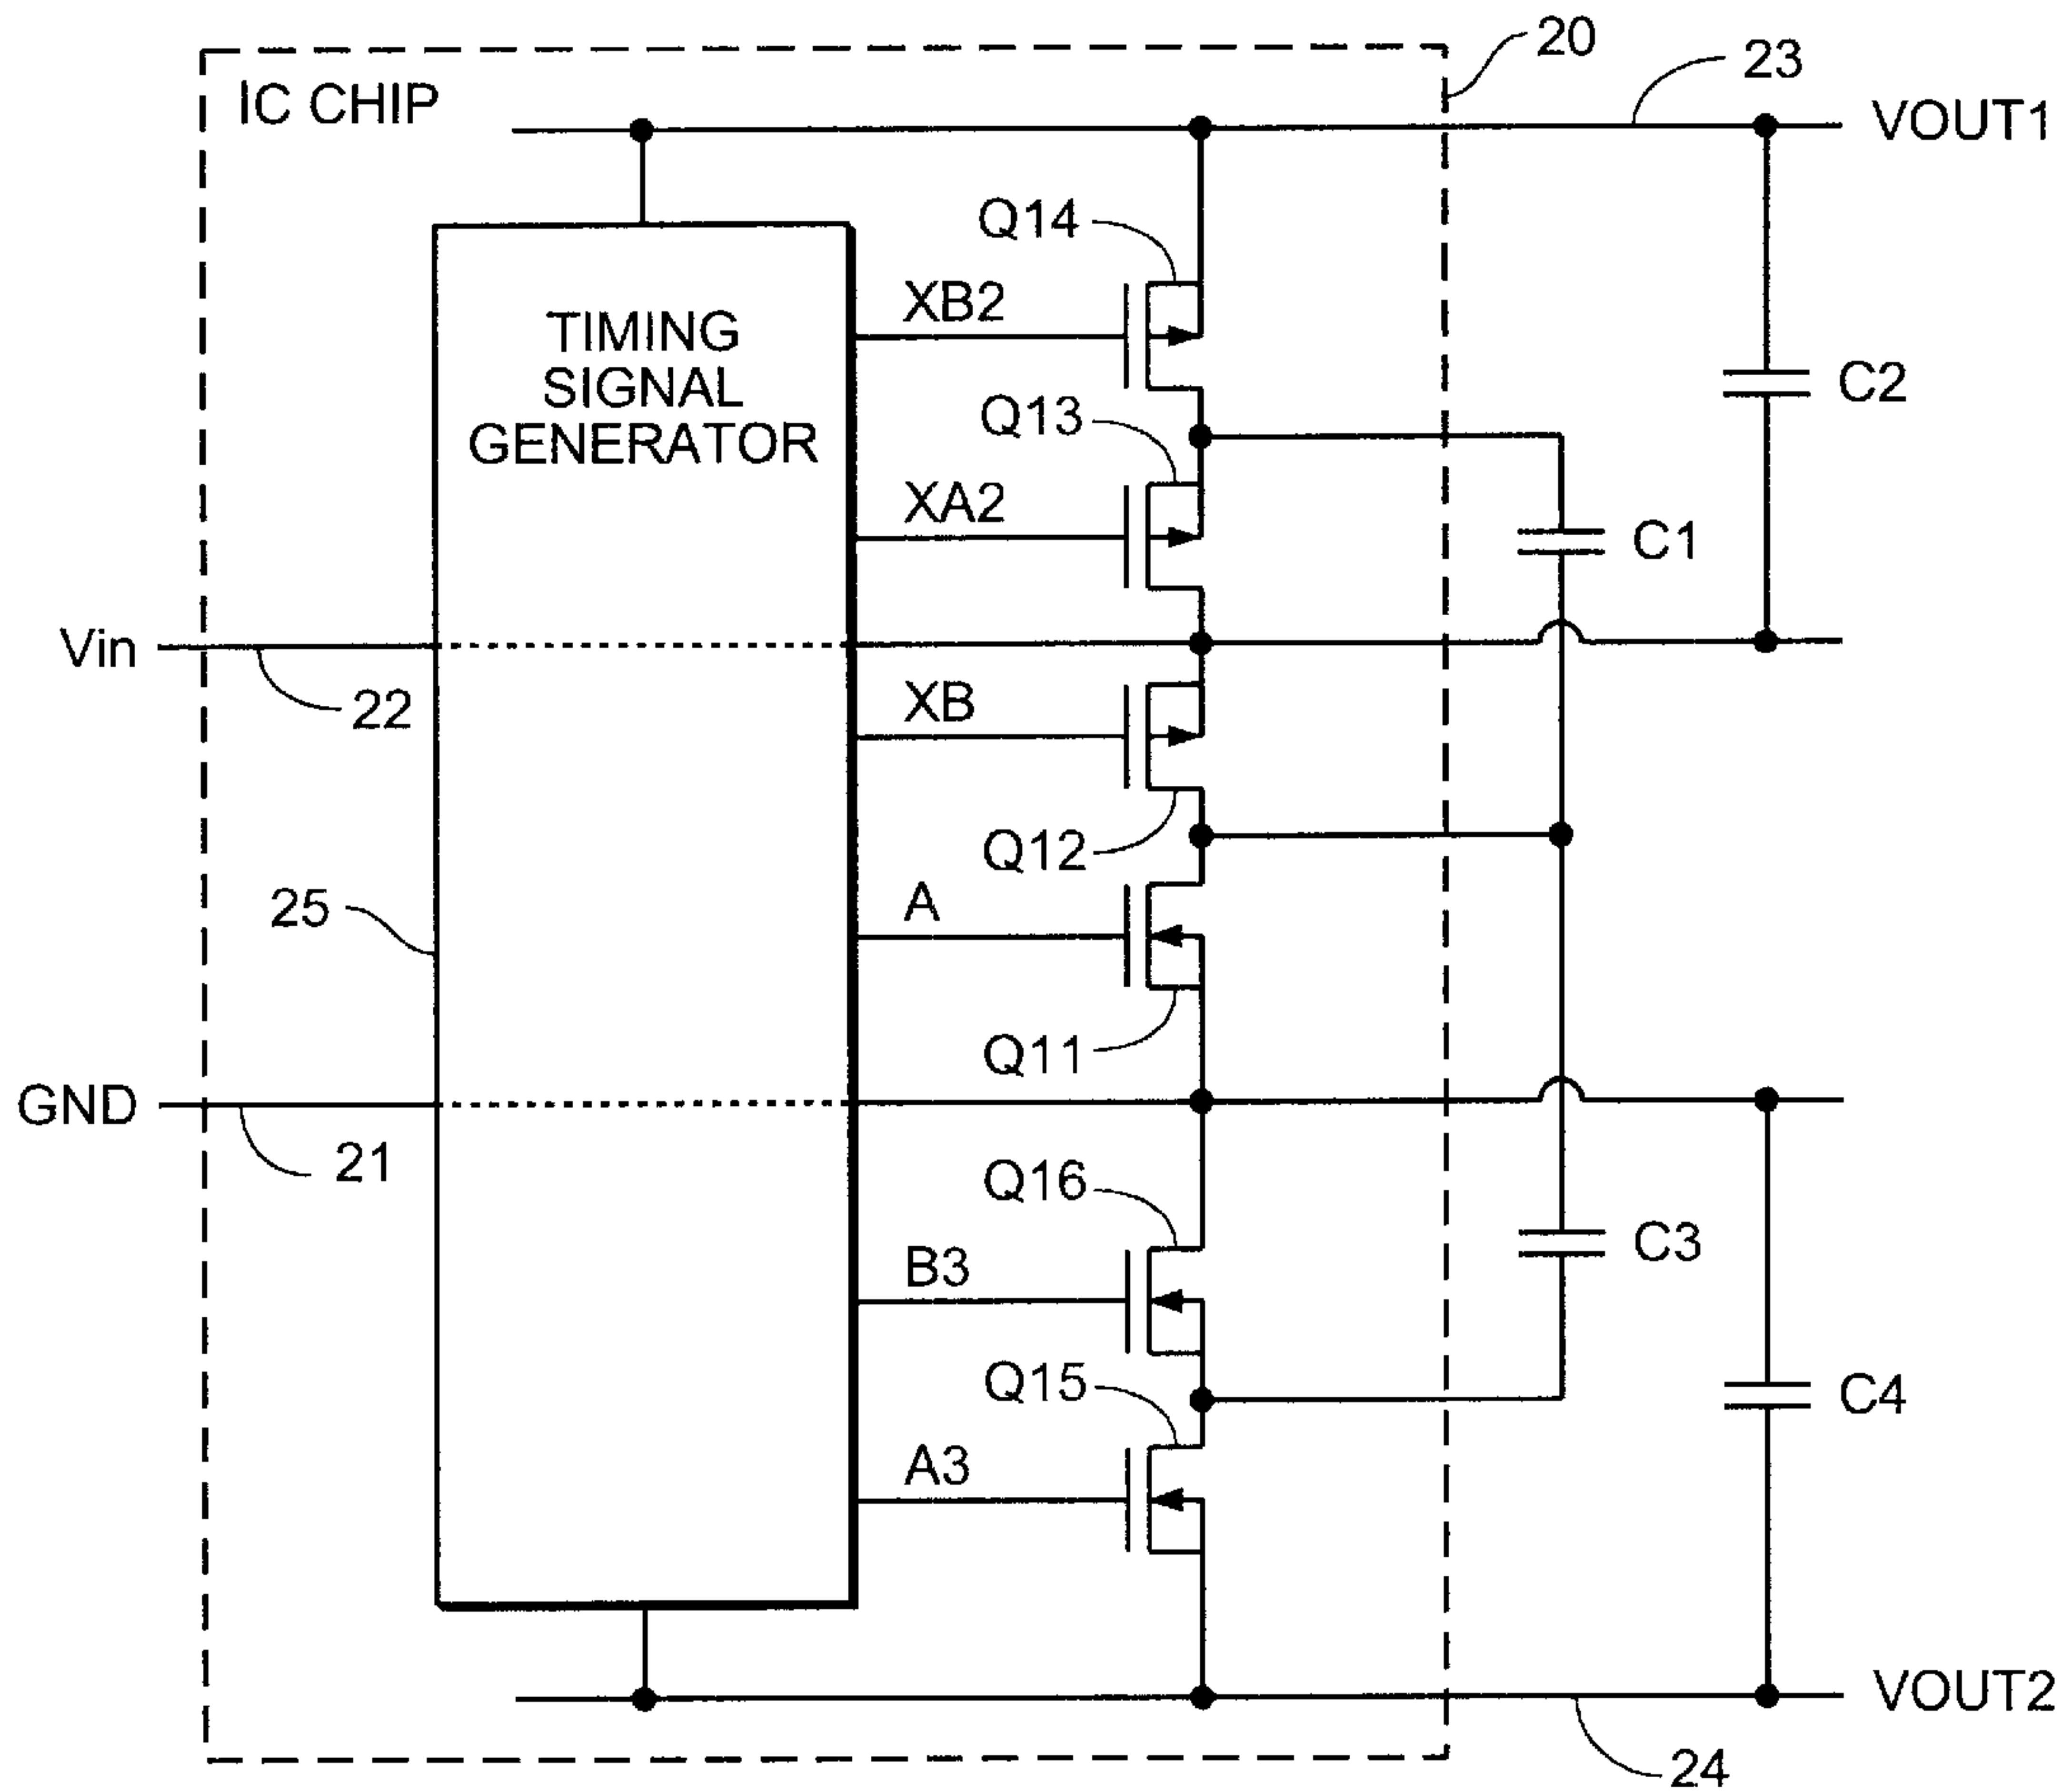 20
23
IC CHIP
VOUT1
Q14
XB2
TIMING
SIGNAL
GENERATOR
C2
Q13
XA2
C1
Vin
22
XB
Q12
25
A
Q11
GND
21
Q16
B3
C3
Q15
C4
A3
VOUT2
24